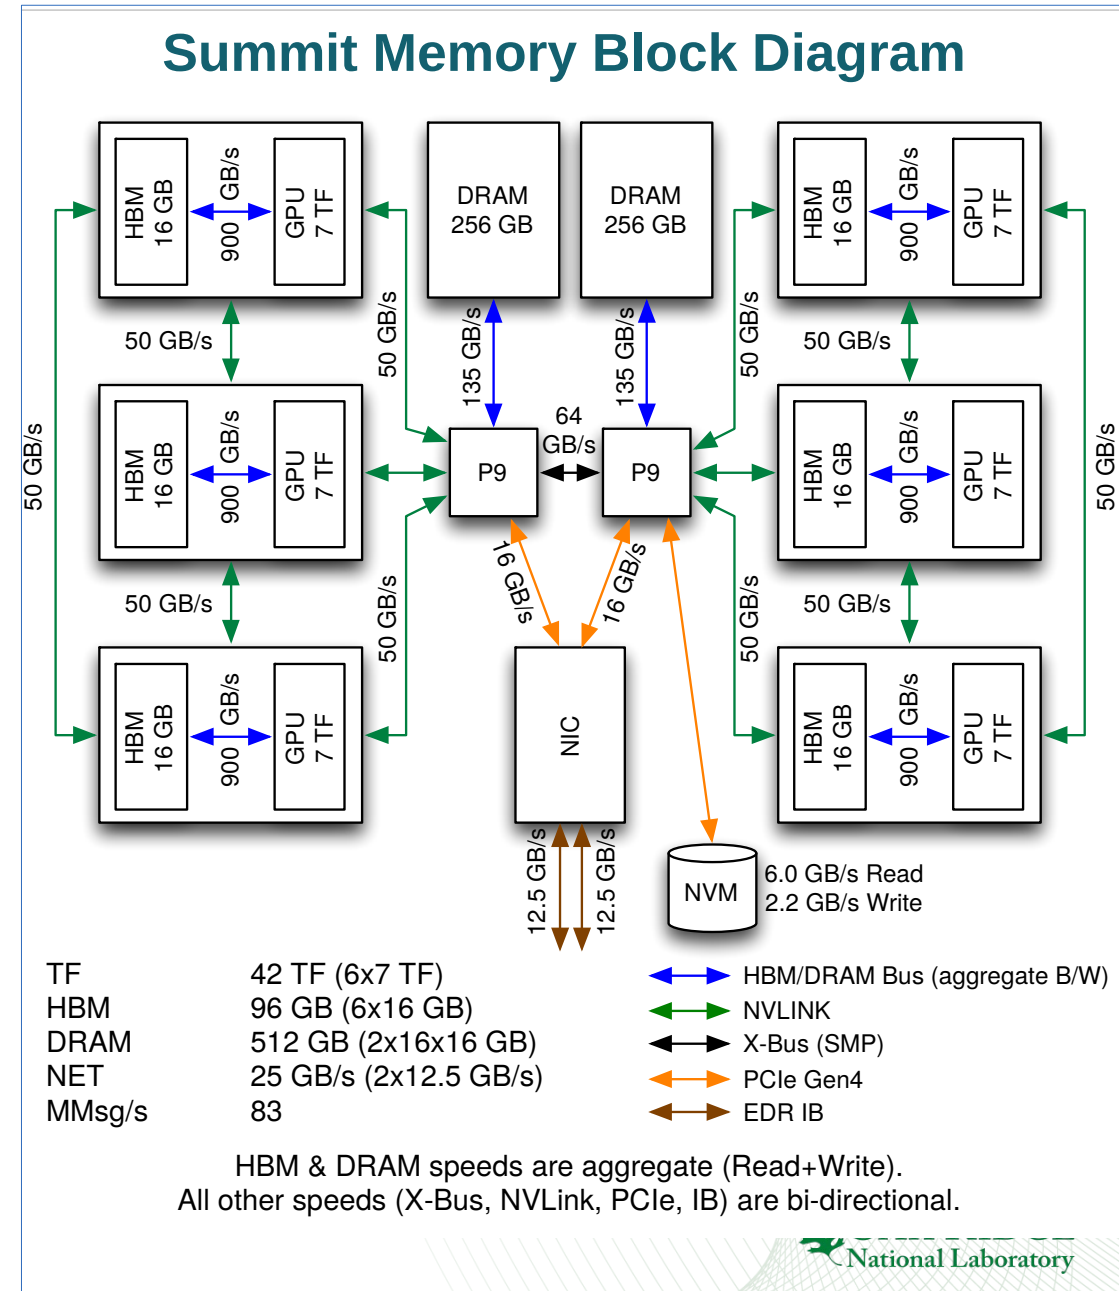 Summit Memory Block Diagram
HBM
16 GB
900 GB/s
GPU
7 TF
DRAM
256 GB
DRAM
256 GB
HBM
16 GB
900 GB/s
GPU
7 TF
50 GB/s
50 GB/s
135 GB/s
135 GB/s
50 GB/s
50 GB/s
50 GB/s
HBM
16 GB
900 GB/s
GPU
7 TF
P9
64
GB/s
P9
HBM
16 GB
900 GB/s
GPU
7 TF
50 GB/s
50 GB/s
50 GB/s
16 GB/s
16 GB/s
50 GB/s
50 GB/s
HBM
16 GB
900 GB/s
GPU
7 TF
NIC
HBM
16 GB
900 GB/s
GPU
7 TF
12.5 GB/s
12.5 GB/s
NVM
6.0 GB/s Read
2.2 GB/s Write
TF 42 TF (6x7 TF)
HBM 96 GB (6x16 GB)
DRAM 512 GB (2x16x16 GB)
NET 25 GB/s (2x12.5 GB/s)
MMsg/s 83
HBM/DRAM Bus (aggregate B/W)
NVLINK
X-Bus (SMP)
PCIe Gen4
EDR IB
HBM & DRAM speeds are aggregate (Read+Write).
All other speeds (X-Bus, NVLink, PCIe, IB) are bi-directional.
National Laboratory